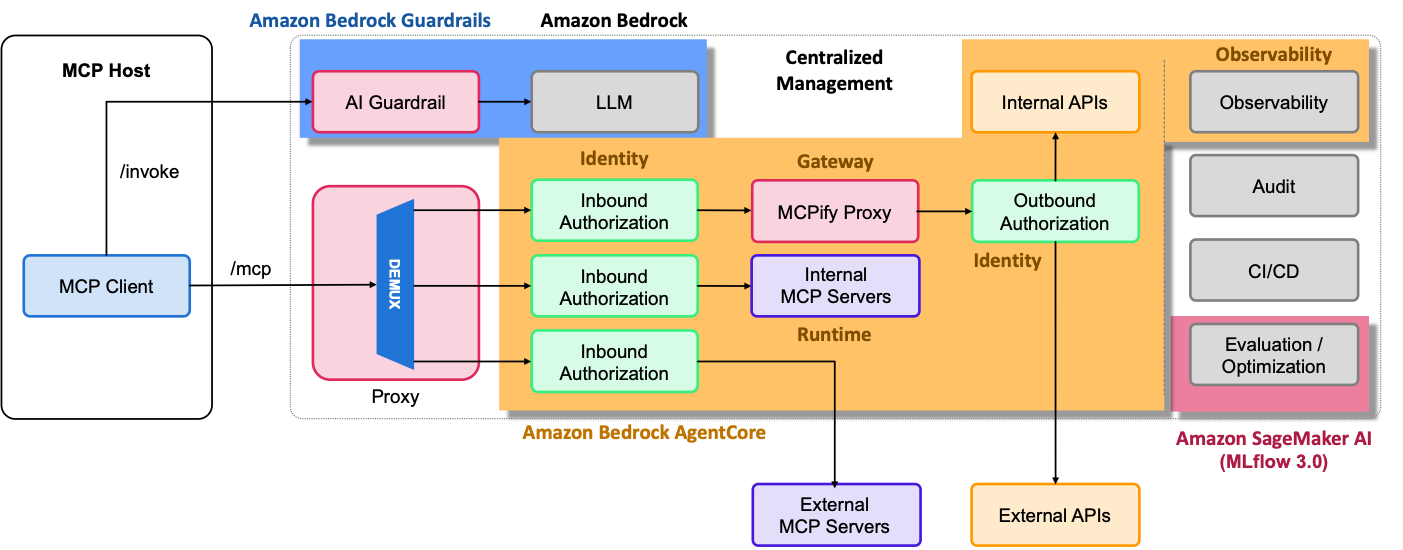 Amazon Bedrock Guardrails
Amazon Bedrock
MCP Host
Centralized
Management
Observability
AI Guardrail
LLM
Internal APIs
Observability
/invoke
Identity
Gateway
Inbound
Authorization
MCPify Proxy
Outbound
Authorization
Audit
MCP Client
/mcp
DEMUX
Inbound
Authorization
Internal
MCP Servers
Identity
CI/CD
Runtime
Inbound
Authorization
Evaluation /
Optimization
Proxy
Amazon Bedrock AgentCore
Amazon SageMaker AI
(MLflow 3.0)
External
MCP Servers
External APIs